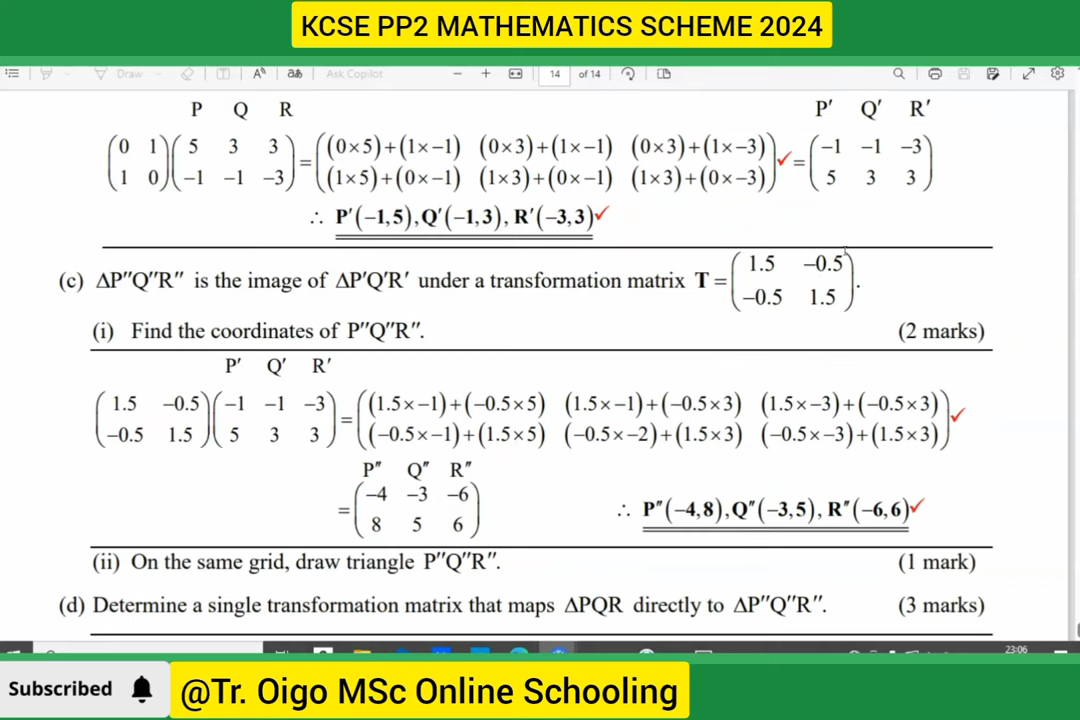 KCSE PP2 MATHEMATICS SCHEME 2024
Draw Ask Copilot 14 of 14
P Q R P′ Q′ R′
(0 1) (5 3 3) = ((0×5)+(1×−1) (0×3)+(1×−1) (0×3)+(1×−3)) ✓ = (−1 −1 −3)
(1 0) (−1 −1 −3) ((1×5)+(0×−1) (1×3)+(0×−1) (1×3)+(0×−3)) (5 3 3)
∴ P′(−1,5), Q′(−1,3), R′(−3,3)✓
(c) ΔP″Q″R″ is the image of ΔP′Q′R′ under a transformation matrix T = (1.5 −0.5)
(−0.5 1.5).
(i) Find the coordinates of P″Q″R″. (2 marks)
P′ Q′ R′
(1.5 −0.5) (−1 −1 −3) = ((1.5×−1)+(−0.5×5) (1.5×−1)+(−0.5×3) (1.5×−3)+(−0.5×3)) ✓
(−0.5 1.5) (5 3 3) ((−0.5×−1)+(1.5×5) (−0.5×−2)+(1.5×3) (−0.5×−3)+(1.5×3))
P″ Q″ R″
= (−4 −3 −6)
(8 5 6)
∴ P″(−4,8), Q″(−3,5), R″(−6,6)✓
(ii) On the same grid, draw triangle P″Q″R″. (1 mark)
(d) Determine a single transformation matrix that maps ΔPQR directly to ΔP″Q″R″. (3 marks)
23:06
Subscribed @Tr. Oigo MSc Online Schooling